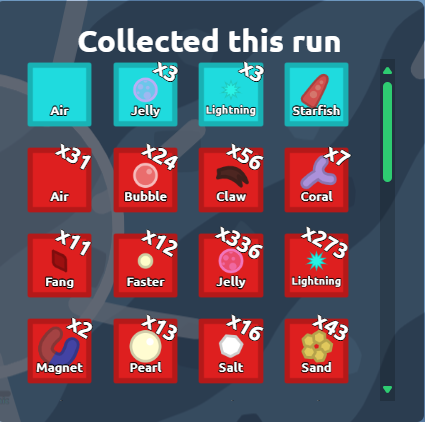 Collected this run
x3 x3
Air Jelly Lightning Starfish
x31 x24 x56 x7
Air Bubble Claw Coral
x11 x12 x336 x273
Fang Faster Jelly Lightning
x2 x13 x16 x43
Magnet Pearl Salt Sand